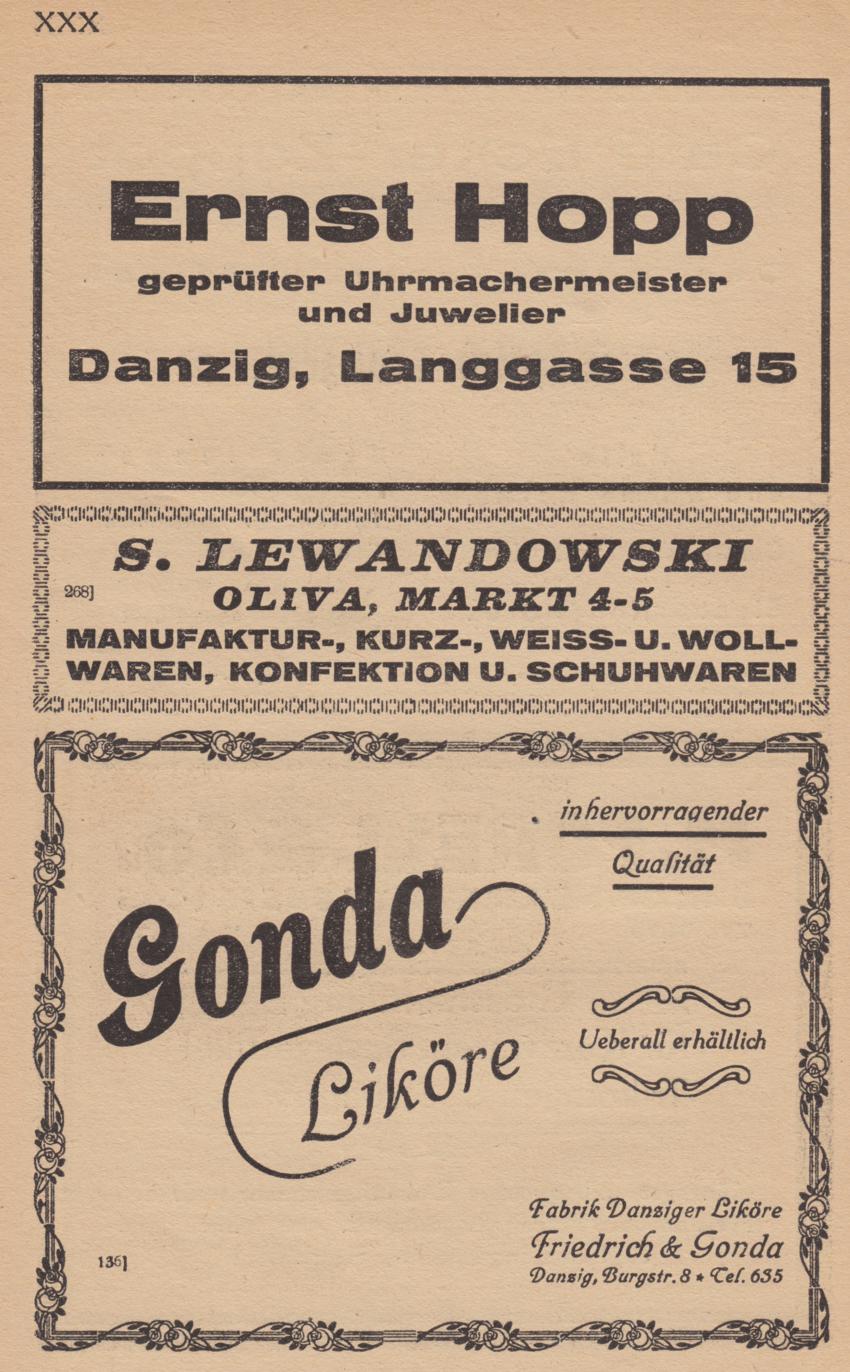 XXX
Ernst Hopp
geprüfter Uhrmachermeister
und Juwelier
Danzig, Langgasse 15
S. LEWANDOWSKI
268]
OLIVA, MARKT 4-5
MANUFAKTUR-, KURZ-, WEISS- U. WOLL-
WAREN, KONFEKTION U. SCHUHWAREN
in hervorragender
Qualität
Gonda
Liköre
Ueberall erhältlich
Fabrik Danziger Liköre
Friedrich & Gonda
Danzig, Burgstr. 8 * Tel. 635
136]